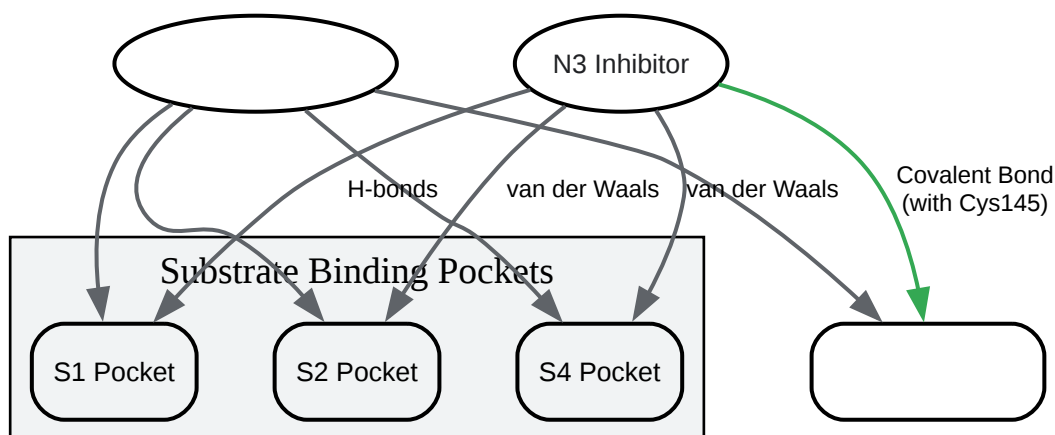 N3 Inhibitor
H-bonds
van der Waals
van der Waals
Covalent Bond
(with Cys145)
Substrate Binding Pockets
S1 Pocket
S2 Pocket
S4 Pocket